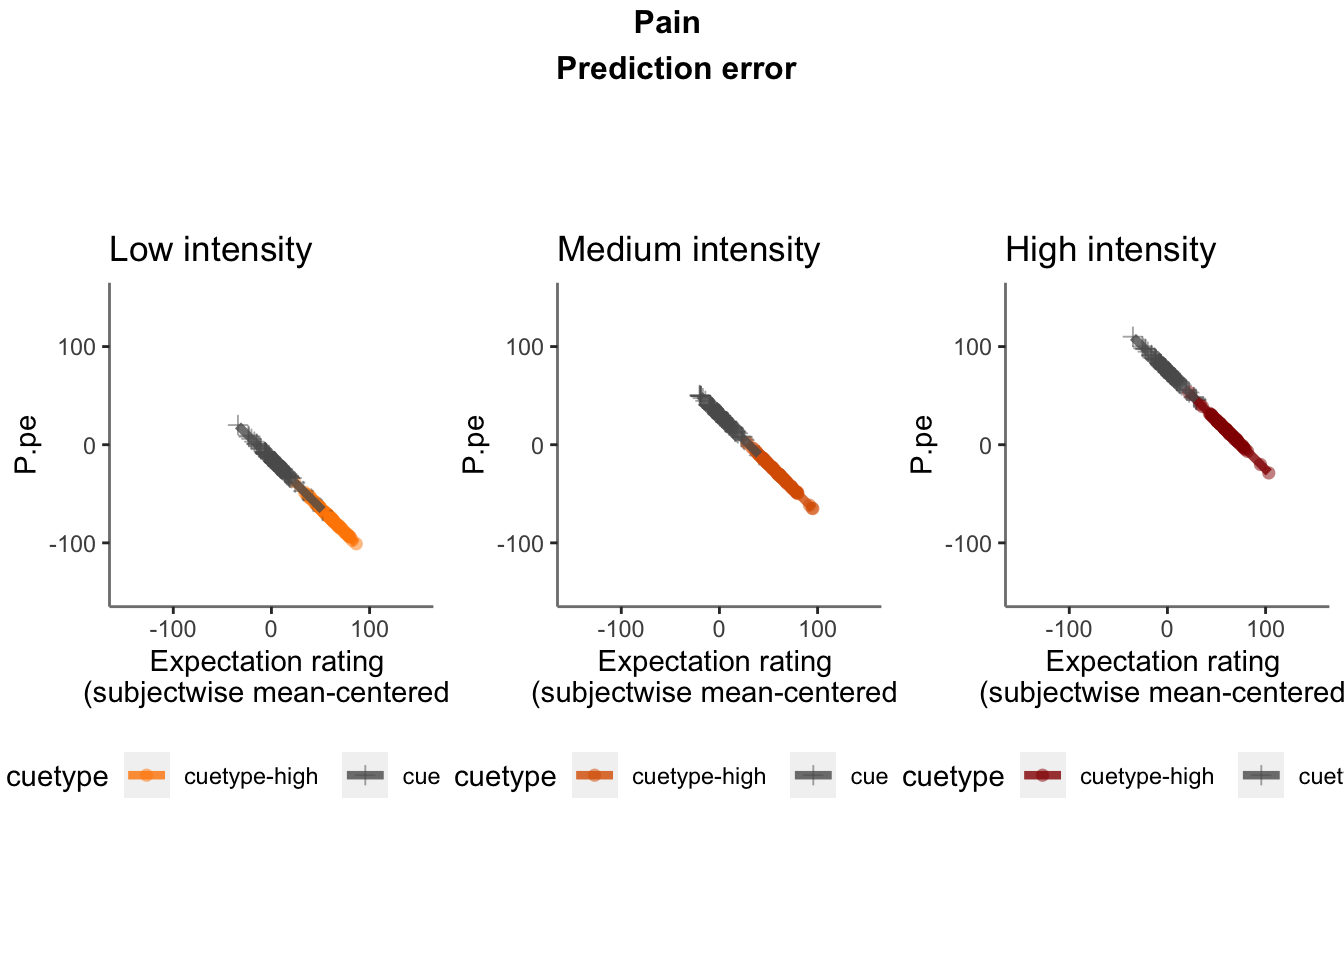 Pain
Prediction error
Low intensity
Medium intensity
High intensity
P.pe
100
0
-100
-100
0
100
Expectation rating
(subjectwise mean-centered
P.pe
100
0
-100
-100
0
100
Expectation rating
(subjectwise mean-centered
P.pe
100
0
-100
-100
0
100
Expectation rating
(subjectwise mean-centered
cuetype cuetype-high cue
cuetype cuetype-high cue
cuetype cuetype-high cuet